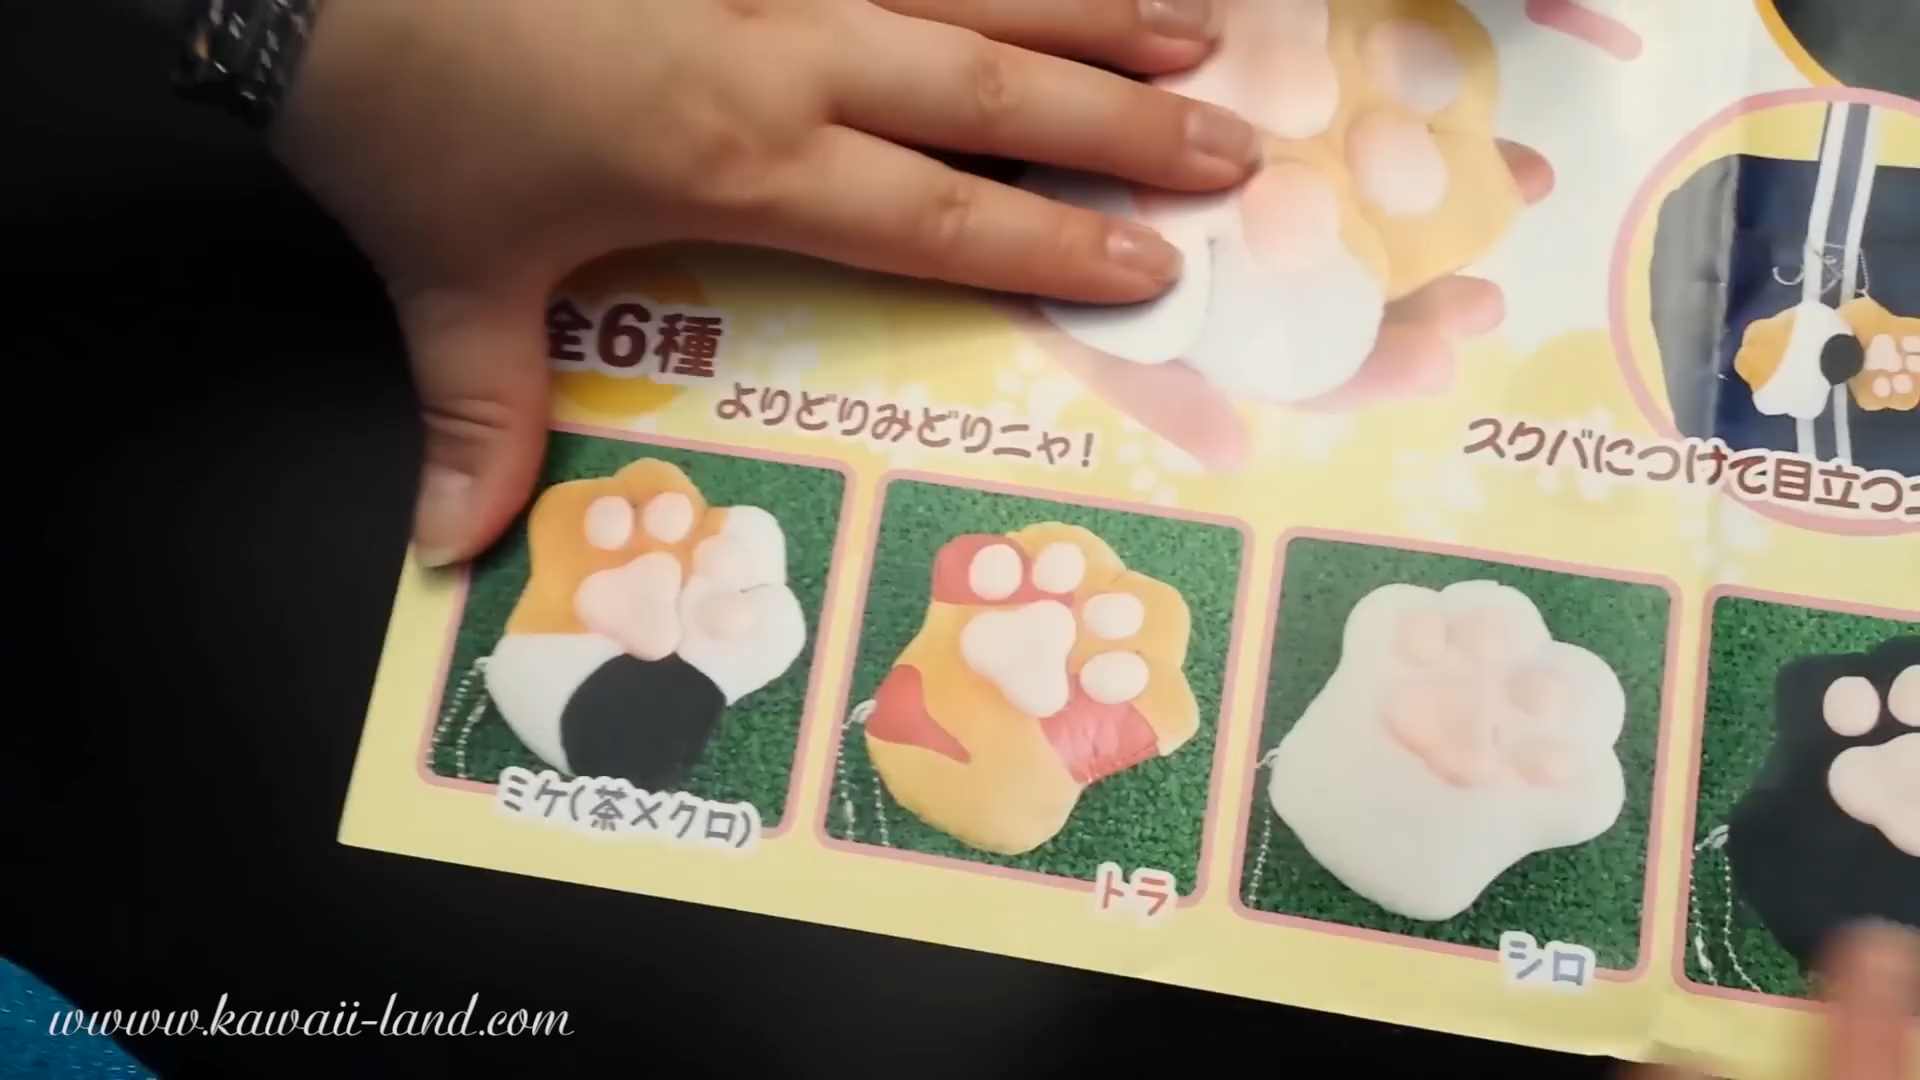 全6種
よりどりみどりニャ!
スクバにつけて目立つ
ミケ(茶×クロ)
トラ
シロ
www.kawaii-land.com